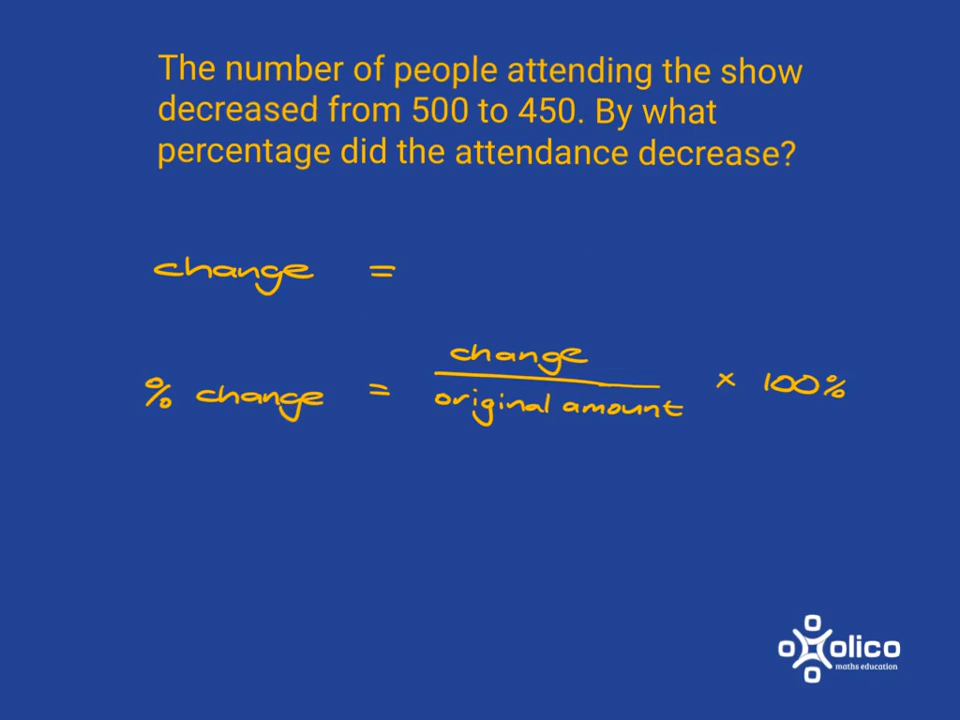 The number of people attending the show
decreased from 500 to 450. By what
percentage did the attendance decrease?
change =
% change = change / original amount × 100%
olico
maths education